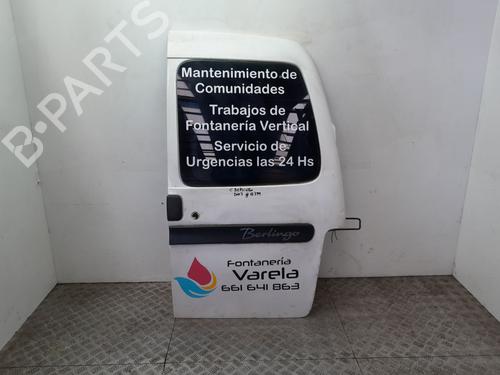 B-PARTS
Mantenimiento de
Comunidades
Trabajos de
Fontanería Vertical
Servicio de
Urgencias las 24 Hs
Berlingo
Fontanería
Varela
661 641 863